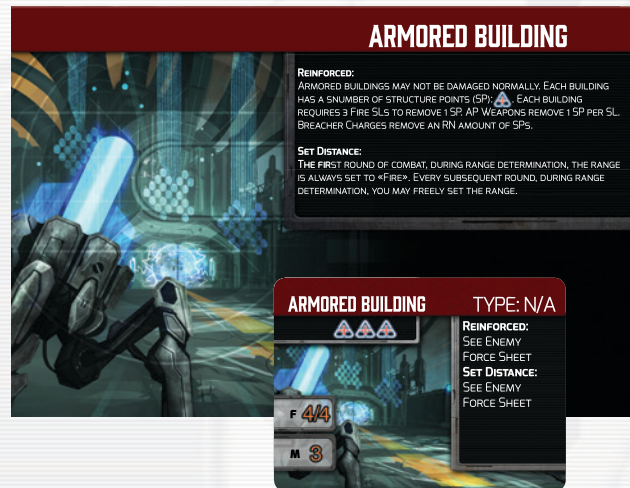 ARMORED BUILDING
REINFORCED:
ARMORED BUILDINGS MAY NOT BE DAMAGED NORMALLY. EACH BUILDING
HAS A SNUMBER OF STRUCTURE POINTS (SP); . EACH BUILDING
REQUIRES 3 FIRE SLS TO REMOVE 1 SP. AP WEAPONS REMOVE 1 SP PER SL.
BREACHER CHARGES REMOVE AN RN AMOUNT OF SPS.
SET DISTANCE:
THE FIRST ROUND OF COMBAT, DURING RANGE DETERMINATION, THE RANGE
IS ALWAYS SET TO «FIRE». EVERY SUBSEQUENT ROUND, DURING RANGE
DETERMINATION, YOU MAY FREELY SET THE RANGE.
ARMORED BUILDING TYPE: N/A
REINFORCED:
SEE ENEMY
FORCE SHEET
SET DISTANCE:
SEE ENEMY
FORCE SHEET
F 4/4
M 3